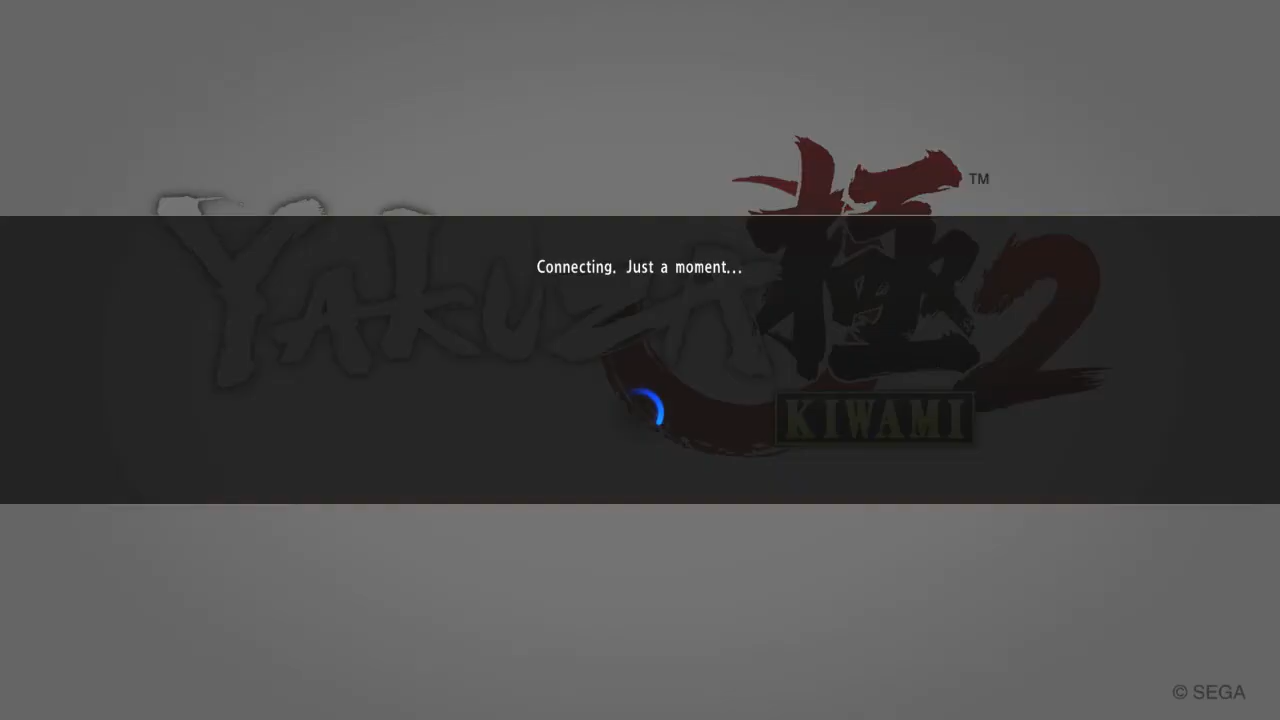 極2
TM
YAKUZA
Connecting. Just a moment...
KIWAMI
© SEGA